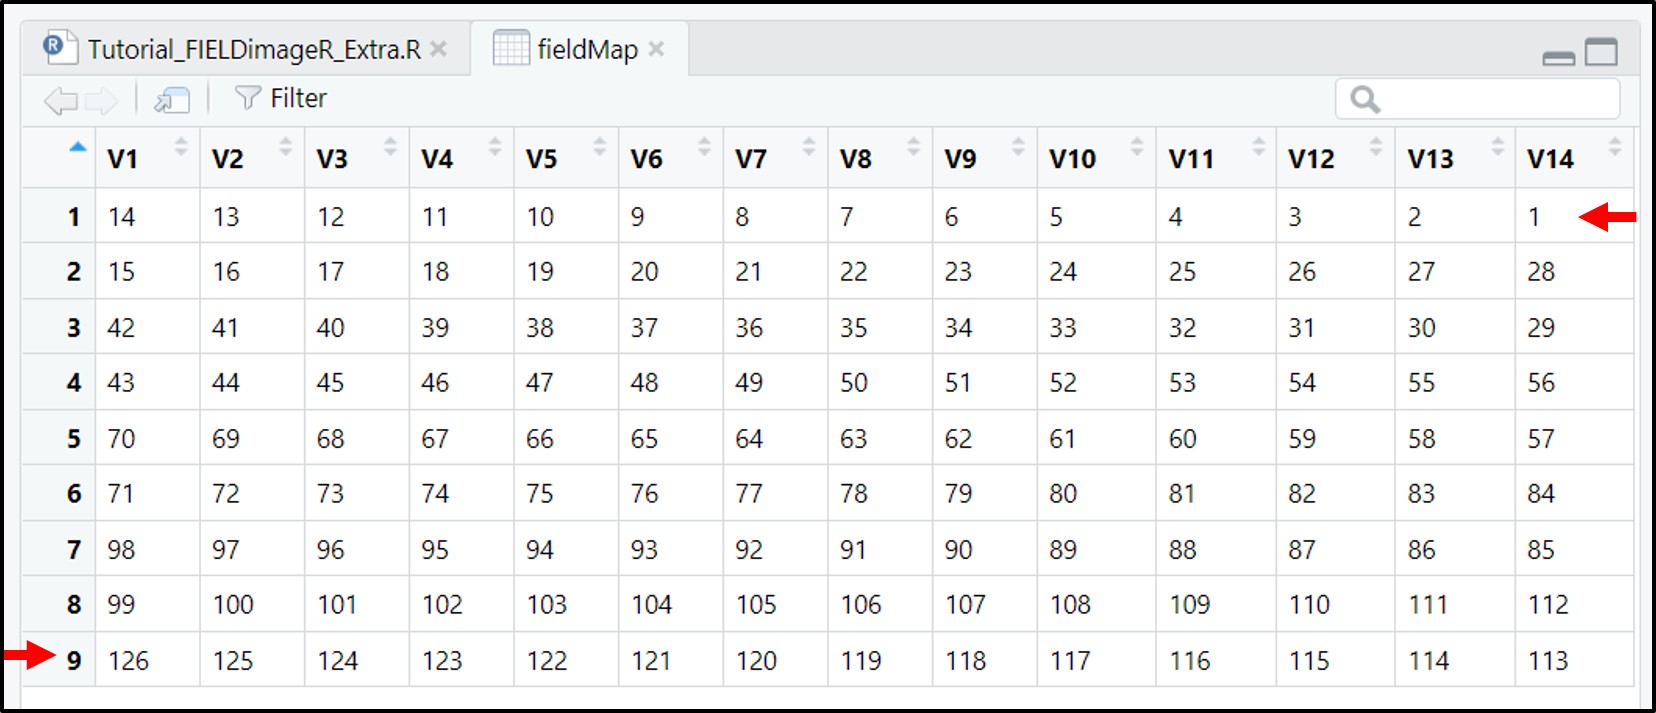 Tutorial_FIELDimageR_Extra.R fieldMap
Filter
V1 V2 V3 V4 V5 V6 V7 V8 V9 V10 V11 V12 V13 V14
1 14 13 12 11 10 9 8 7 6 5 4 3 2 1
2 15 16 17 18 19 20 21 22 23 24 25 26 27 28
3 42 41 40 39 38 37 36 35 34 33 32 31 30 29
4 43 44 45 46 47 48 49 50 51 52 53 54 55 56
5 70 69 68 67 66 65 64 63 62 61 60 59 58 57
6 71 72 73 74 75 76 77 78 79 80 81 82 83 84
7 98 97 96 95 94 93 92 91 90 89 88 87 86 85
8 99 100 101 102 103 104 105 106 107 108 109 110 111 112
9 126 125 124 123 122 121 120 119 118 117 116 115 114 113